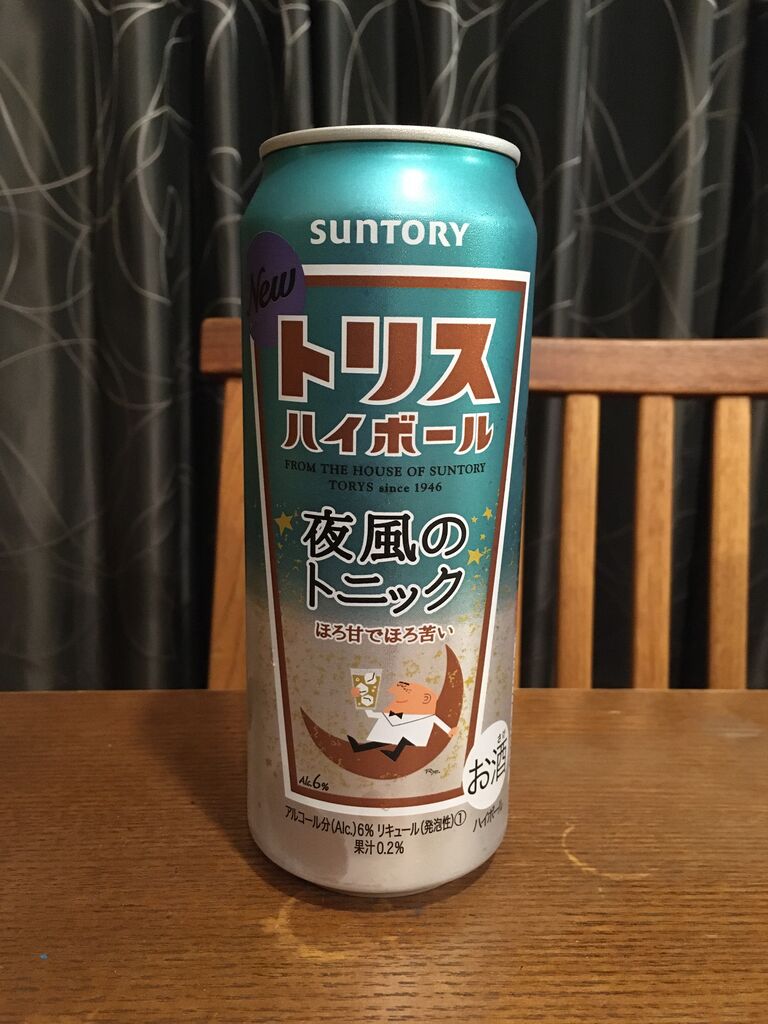 SUNTORY
New
トリス
ハイボール
FROM THE HOUSE OF SUNTORY
TORYS since 1946
夜風の
トニック
ほろ甘でほろ苦い
Alc.6%
さけ
お酒
ハイボール
アルコール分(Alc.)6% リキュール(発泡性)①
果汁0.2%